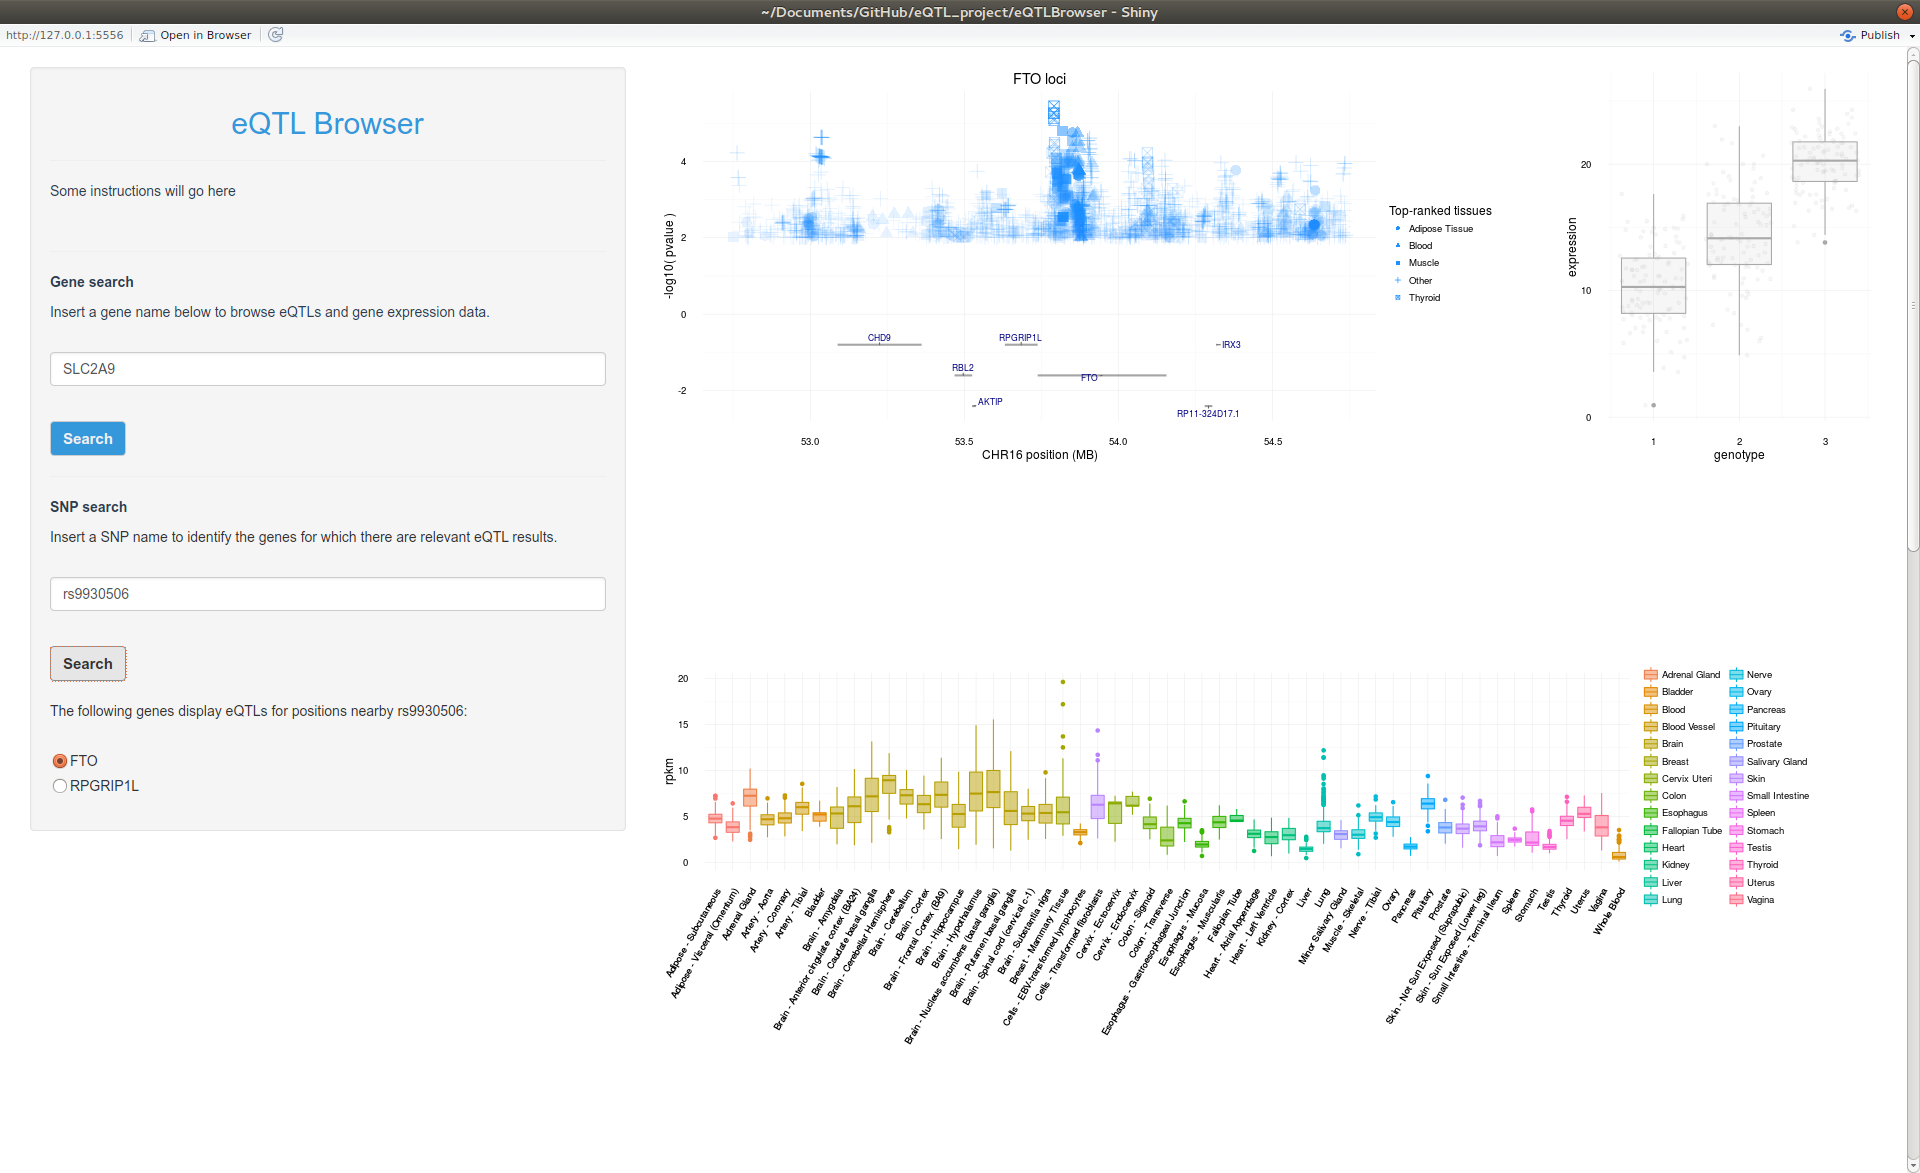 ~/Documents/GitHub/eQTL_project/eQTLBrowser - Shiny
http://127.0.0.1:5556
Open in Browser
Publish
eQTL Browser
Some instructions will go here
Gene search
Insert a gene name below to browse eQTLs and gene expression data.
SLC2A9
Search
SNP search
Insert a SNP name to identify the genes for which there are relevant eQTL results.
rs9930506
Search
The following genes display eQTLs for positions nearby rs9930506:
FTO
RPGRIP1L
FTO loci
-log10( pvalue )
4
2
0
-2
CHD9
RPGRIP1L
IRX3
RBL2
FTO
AKTIP
RP11-324D17.1
53.0
53.5
54.0
54.5
CHR16 position (MB)
Top-ranked tissues
Adipose Tissue
Blood
Muscle
Other
Thyroid
expression
20
10
0
1
2
3
genotype
rpkm
20
15
10
5
0
Adipose - Subcutaneous
Adipose - Visceral (Omentum)
Adrenal Gland
Artery - Aorta
Artery - Coronary
Artery - Tibial
Bladder
Brain - Amygdala
Brain - Anterior cingulate cortex (BA24)
Brain - Caudate basal ganglia
Brain - Cerebellar Hemisphere
Brain - Cerebellum
Brain - Cortex
Brain - Frontal Cortex (BA9)
Brain - Hippocampus
Brain - Hypothalamus
Brain - Nucleus accumbens (basal ganglia)
Brain - Putamen basal ganglia
Brain - Spinal cord (cervical c-1)
Brain - Substantia nigra
Breast - Mammary Tissue
Cells - EBV-transformed lymphocytes
Cells - Transformed fibroblasts
Cervix - Ectocervix
Cervix - Endocervix
Colon - Sigmoid
Colon - Transverse
Esophagus - Gastroesophageal Junction
Esophagus - Mucosa
Esophagus - Muscularis
Fallopian Tube
Heart - Atrial Appendage
Heart - Left Ventricle
Kidney - Cortex
Liver
Lung
Minor Salivary Gland
Muscle - Skeletal
Nerve - Tibial
Ovary
Pancreas
Pituitary
Prostate
Skin - Not Sun Exposed (Suprapubic)
Skin - Sun Exposed (Lower leg)
Small Intestine - Terminal Ileum
Spleen
Stomach
Testis
Thyroid
Uterus
Vagina
Whole Blood
Adrenal Gland
Bladder
Blood
Blood Vessel
Brain
Breast
Cervix Uteri
Colon
Esophagus
Fallopian Tube
Heart
Kidney
Liver
Lung
Nerve
Ovary
Pancreas
Pituitary
Prostate
Salivary Gland
Skin
Small Intestine
Spleen
Stomach
Testis
Thyroid
Uterus
Vagina